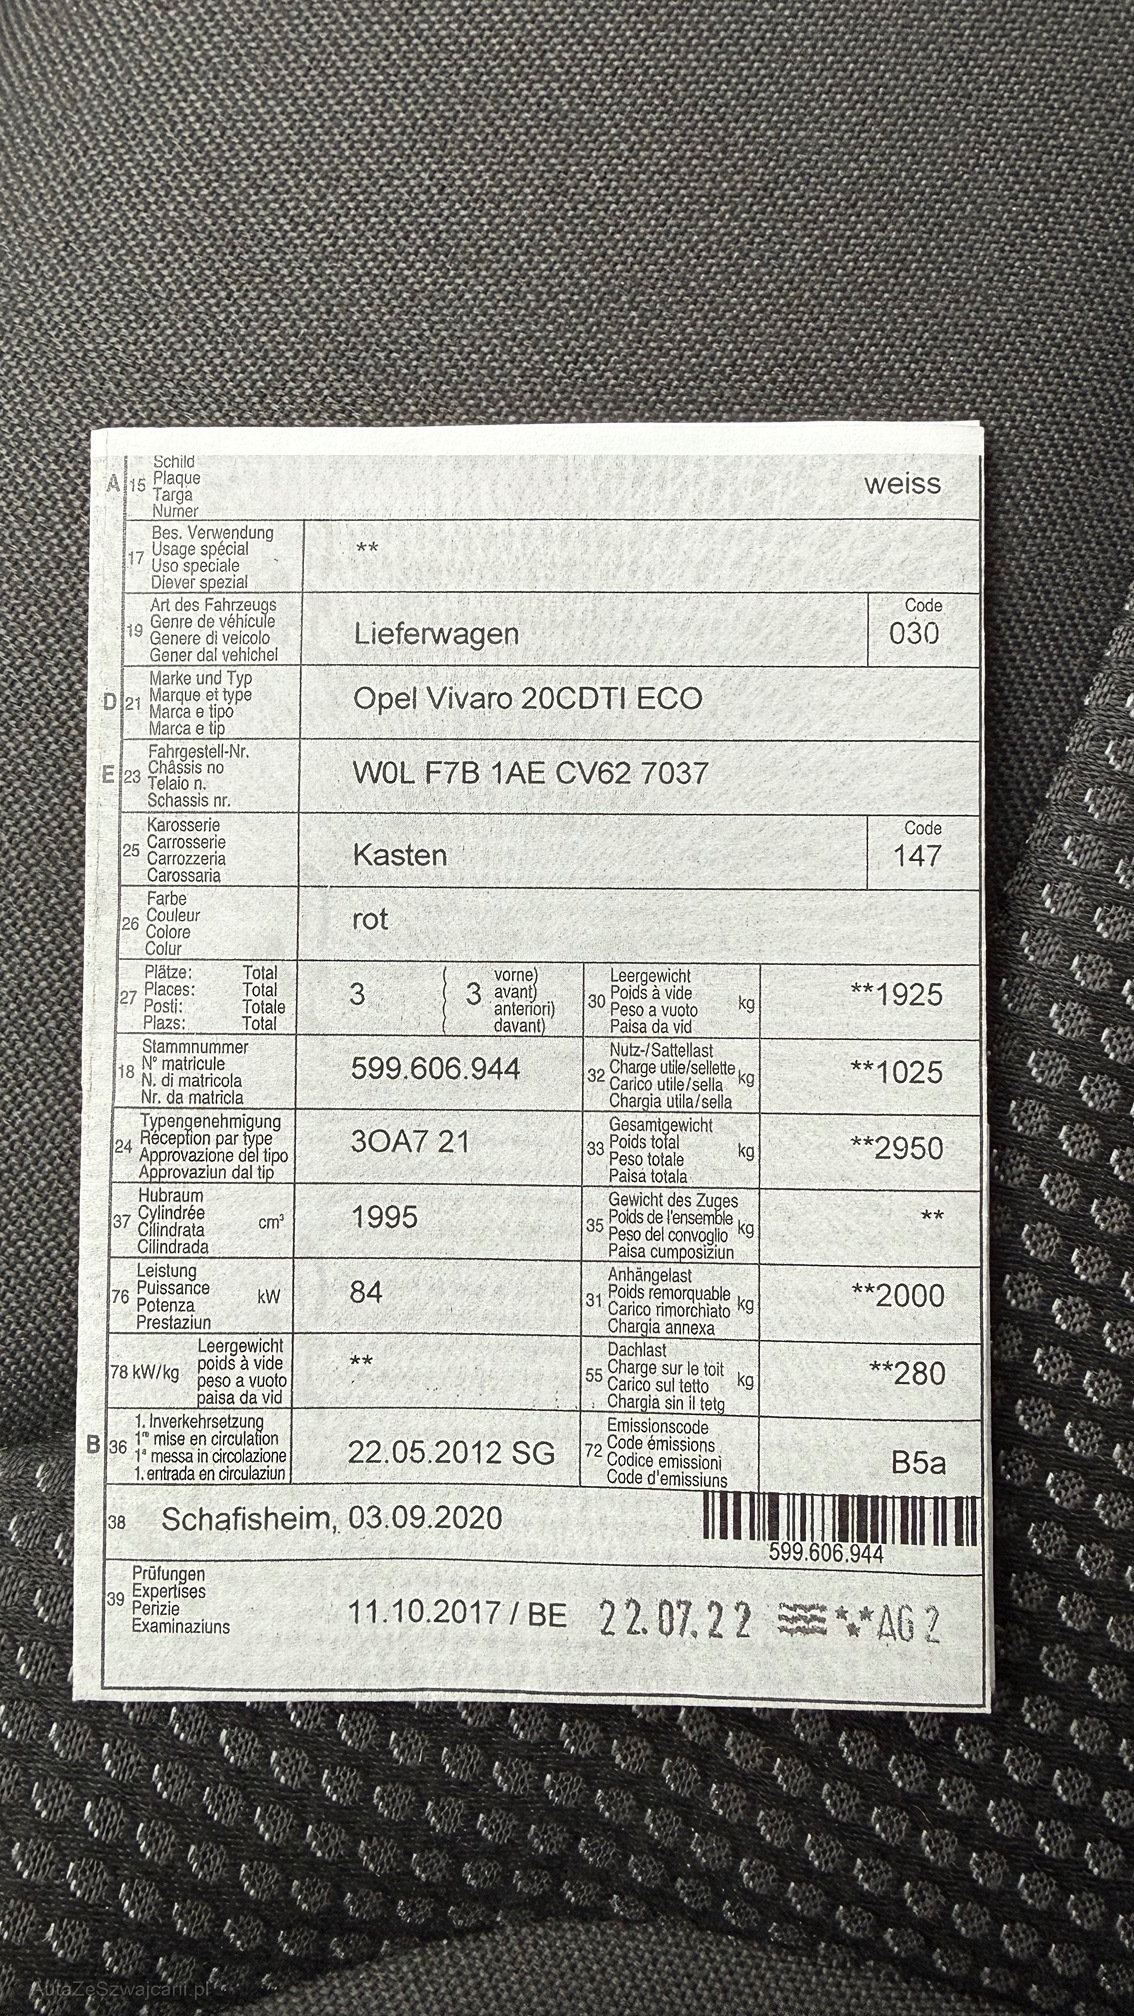 A 15 Schild
Plaque
Targa
Numer
weiss
17 Bes. Verwendung
Usage spécial
Uso speciale
Diever spezial
**
19 Art des Fahrzeugs
Genre de véhicule
Genere di veicolo
Gener dal vehichel
Lieferwagen
Code
030
D 21 Marke und Typ
Marque et type
Marca e tipo
Marca e tip
Opel Vivaro 20CDTI ECO
E 23 Fahrgestell-Nr.
Châssis no
Telaio n.
Schassis nr.
W0L F7B 1AE CV62 7037
25 Karosserie
Carrosserie
Carrozzeria
Carossaria
Kasten
Code
147
26 Farbe
Couleur
Colore
Colur
rot
27 Plätze: Total
Places: Total
Posti: Totale
Plazs: Total
3 ( 3 vorne)
( avant)
( anteriori)
( davant)
30 Leergewicht
Poids à vide
Peso a vuoto
Paisa da vid
kg **1925
18 Stammnummer
N° matricule
N. di matricola
Nr. da matricla
599.606.944
32 Nutz-/Sattellast
Charge utile/sellette
Carico utile/sella
Chargia utila/sella
kg **1025
24 Typengenehmigung
Réception par type
Approvazione del tipo
Approvaziun dal tip
3OA7 21
33 Gesamtgewicht
Poids total
Peso totale
Paisa totala
kg **2950
37 Hubraum
Cylindrée
Cilindrata
Cilindrada
cm³ 1995
35 Gewicht des Zuges
Poids de l'ensemble
Peso del convoglio
Paisa cumposiziun
kg **
76 Leistung
Puissance
Potenza
Prestaziun
kW 84
31 Anhängelast
Poids remorquable
Carico rimorchiato
Chargia annexa
kg **2000
78 kW/kg Leergewicht
poids à vide
peso a vuoto
paisa da vid
**
55 Dachlast
Charge sur le toit
Carico sul tetto
Chargia sin il tetg
kg **280
B 36 1. Inverkehrsetzung
1re mise en circulation
1a messa in circolazione
1. entrada en circulaziun
22.05.2012 SG
72 Emissionscode
Code émissions
Codice emissioni
Code d'emissiuns
B5a
38 Schafisheim, 03.09.2020
599.606.944
39 Prüfungen
Expertises
Perizie
Examinaziuns
11.10.2017 / BE 22.07.22 ***AG 2
AutaZeSzwajcarii.pl